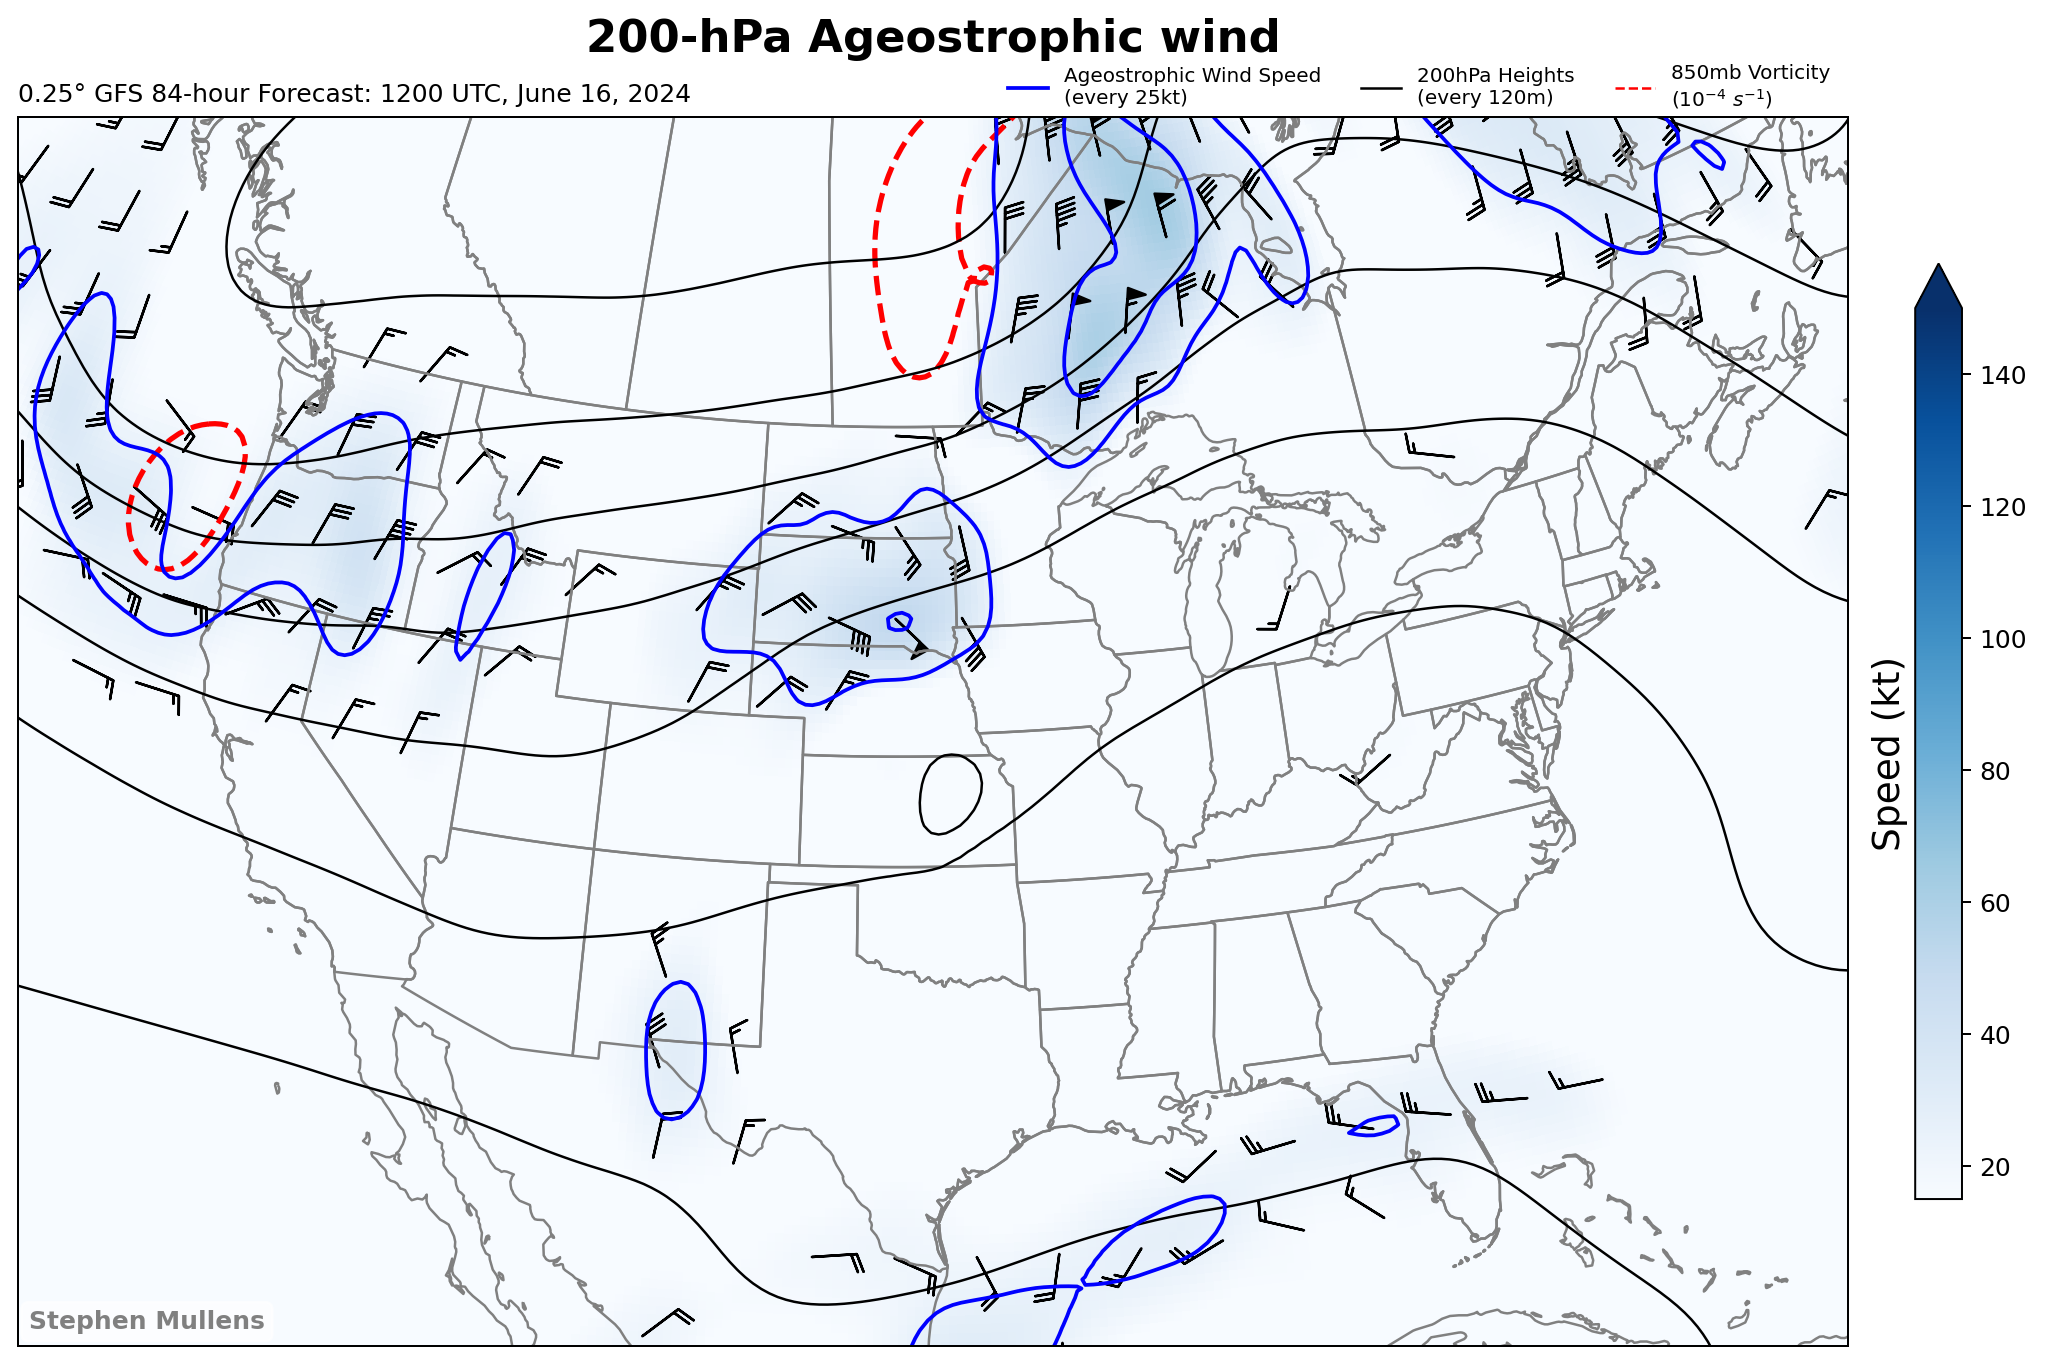 200-hPa Ageostrophic wind
0.25° GFS 84-hour Forecast: 1200 UTC, June 16, 2024
Ageostrophic Wind Speed
(every 25kt)
200hPa Heights
(every 120m)
850mb Vorticity
(10⁻⁴ s⁻¹)
140
120
100
80
60
40
20
Speed (kt)
Stephen Mullens